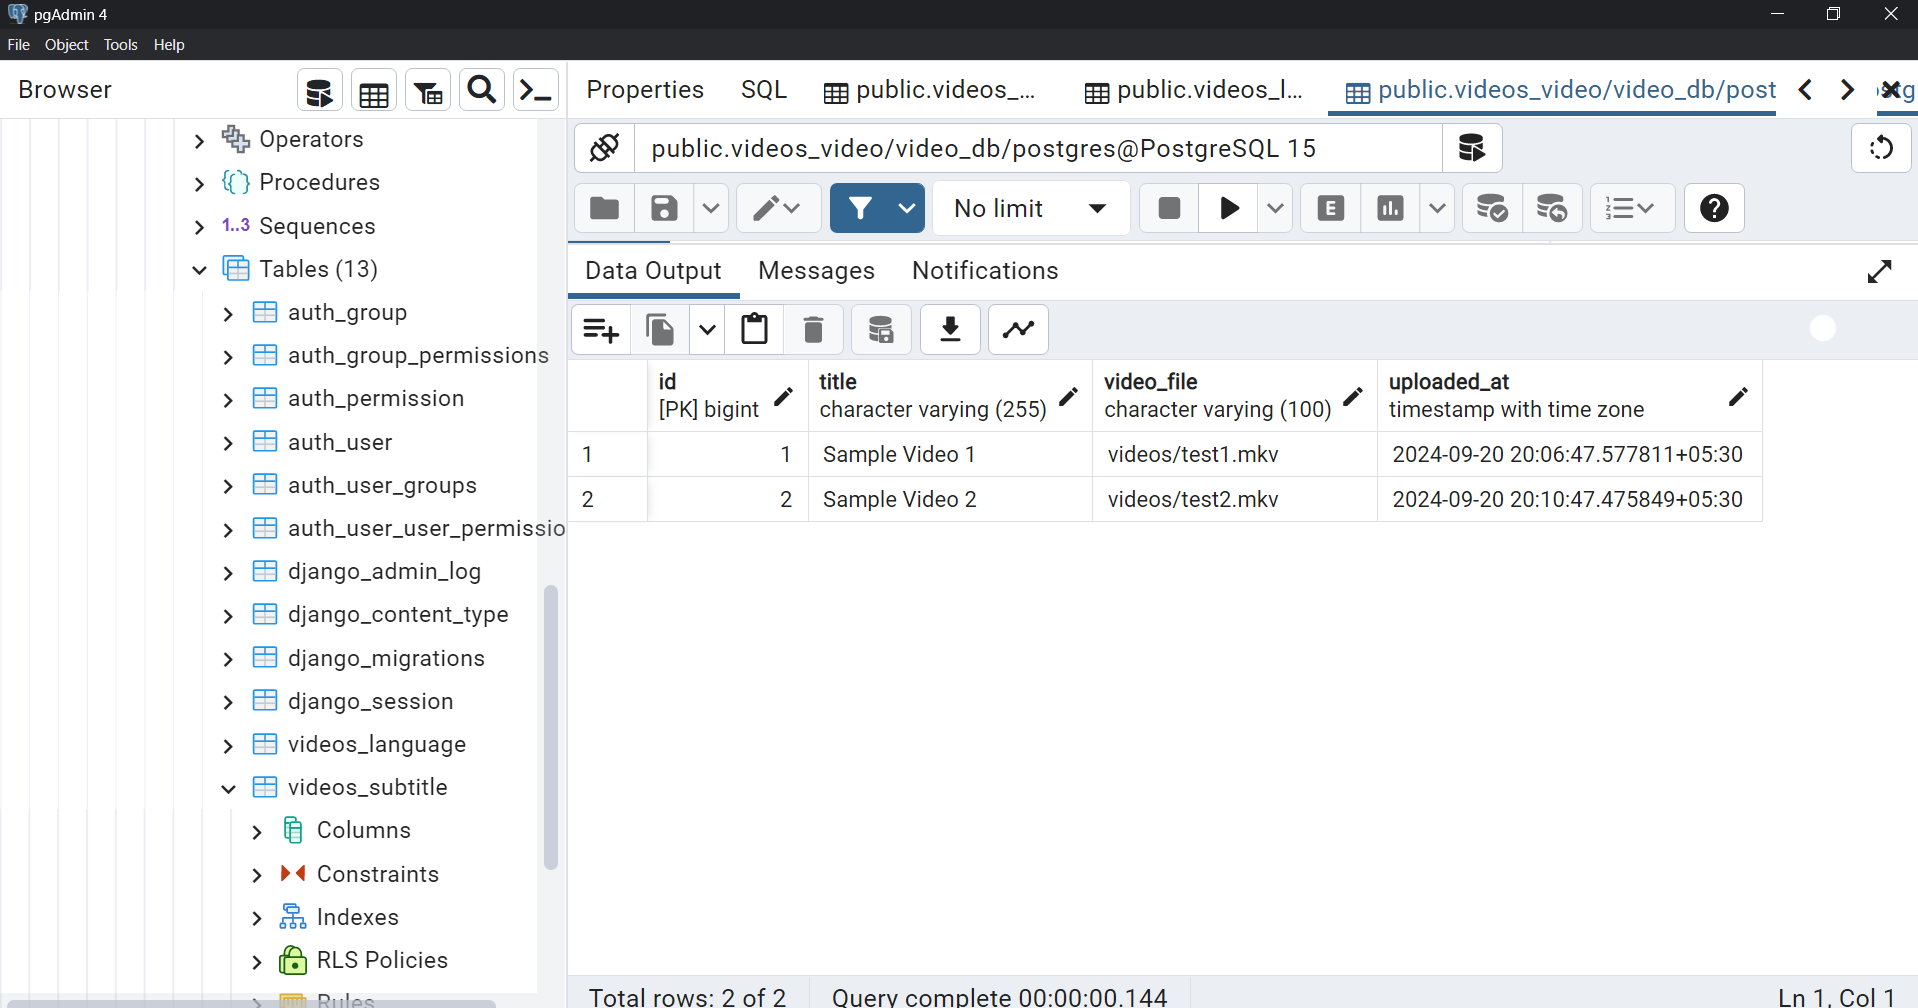 pgAdmin 4
File Object Tools Help
Browser
Properties SQL public.videos_... public.videos_l... public.videos_video/video_db/post
public.videos_video/video_db/postgres@PostgreSQL 15
No limit
E
Data Output Messages Notifications
Operators
Procedures
1..3 Sequences
Tables (13)
auth_group
auth_group_permissions
auth_permission
auth_user
auth_user_groups
auth_user_user_permissio
django_admin_log
django_content_type
django_migrations
django_session
videos_language
videos_subtitle
Columns
Constraints
Indexes
RLS Policies
Rules
id title video_file uploaded_at
[PK] bigint character varying (255) character varying (100) timestamp with time zone
1 1 Sample Video 1 videos/test1.mkv 2024-09-20 20:06:47.577811+05:30
2 2 Sample Video 2 videos/test2.mkv 2024-09-20 20:10:47.475849+05:30
Total rows: 2 of 2 Query complete 00:00:00.144 Ln 1, Col 1